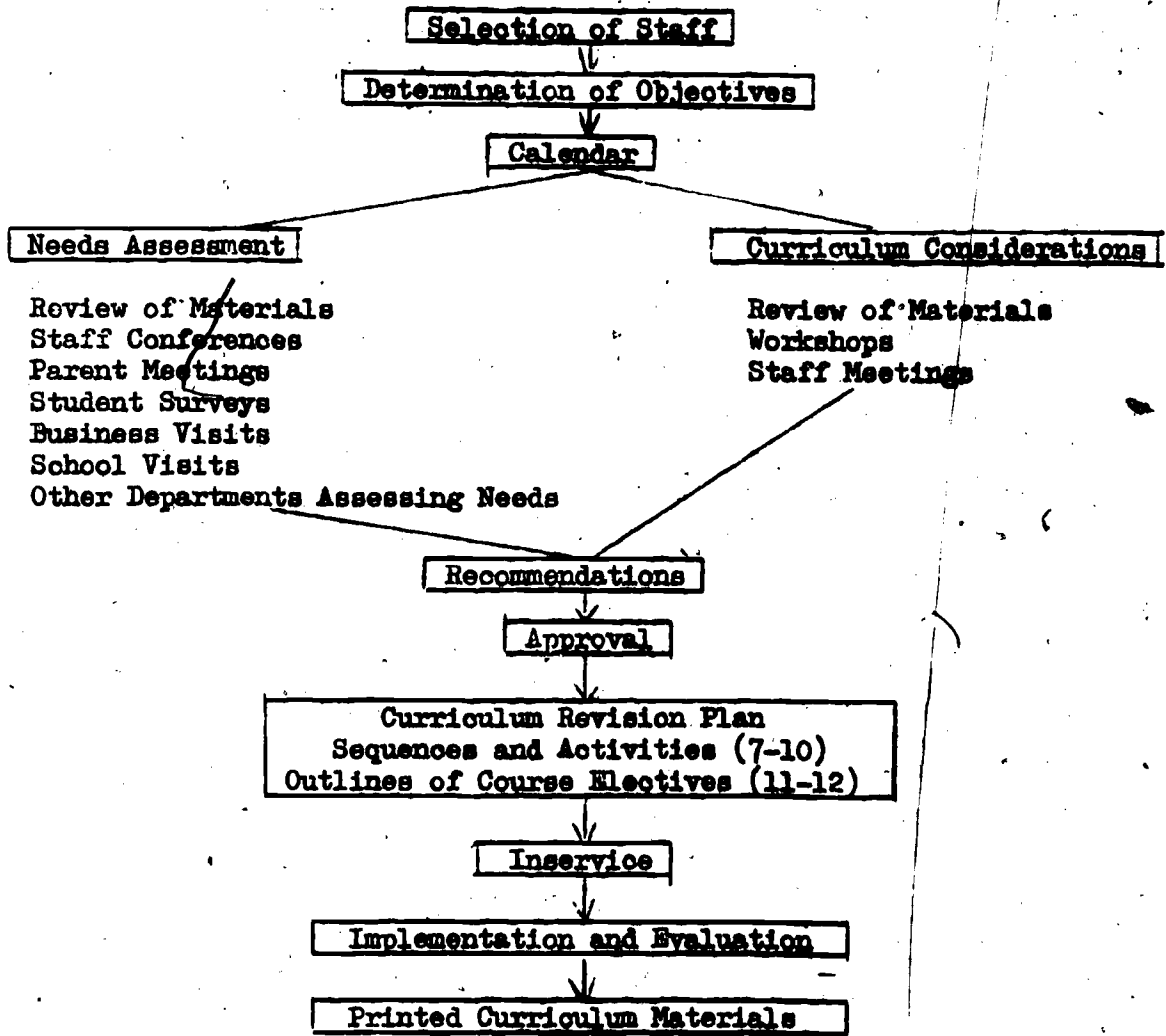 Selection of Staff
Determination of Objectives
Calendar
Needs Assessment
Curriculum Considerations
Review of Materials
Staff Conferences
Parent Meetings
Student Surveys
Business Visits
School Visits
Other Departments Assessing Needs
Review of Materials
Workshops
Staff Meetings
Recommendations
Approval
Curriculum Revision Plan
Sequences and Activities (7-10)
Outlines of Course Electives (11-12)
Inservice
Implementation and Evaluation
Printed Curriculum Materials